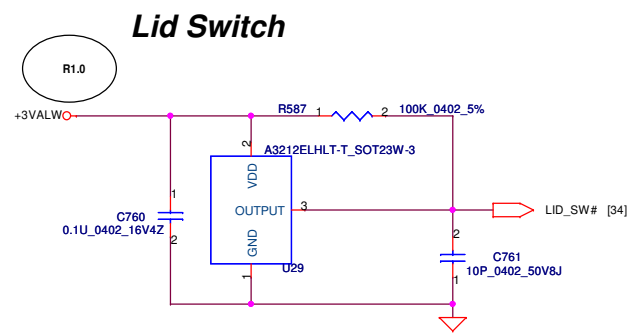 Lid Switch
R1.0
+3VALW
R587
1
2
100K_0402_5%
2
A3212ELHLT-T_SOT23W-3
VDD
1
C760
0.1U_0402_16V4Z
2
OUTPUT
3
LID_SW# [34]
GND
U29
1
2
C761
10P_0402_50V8J
1